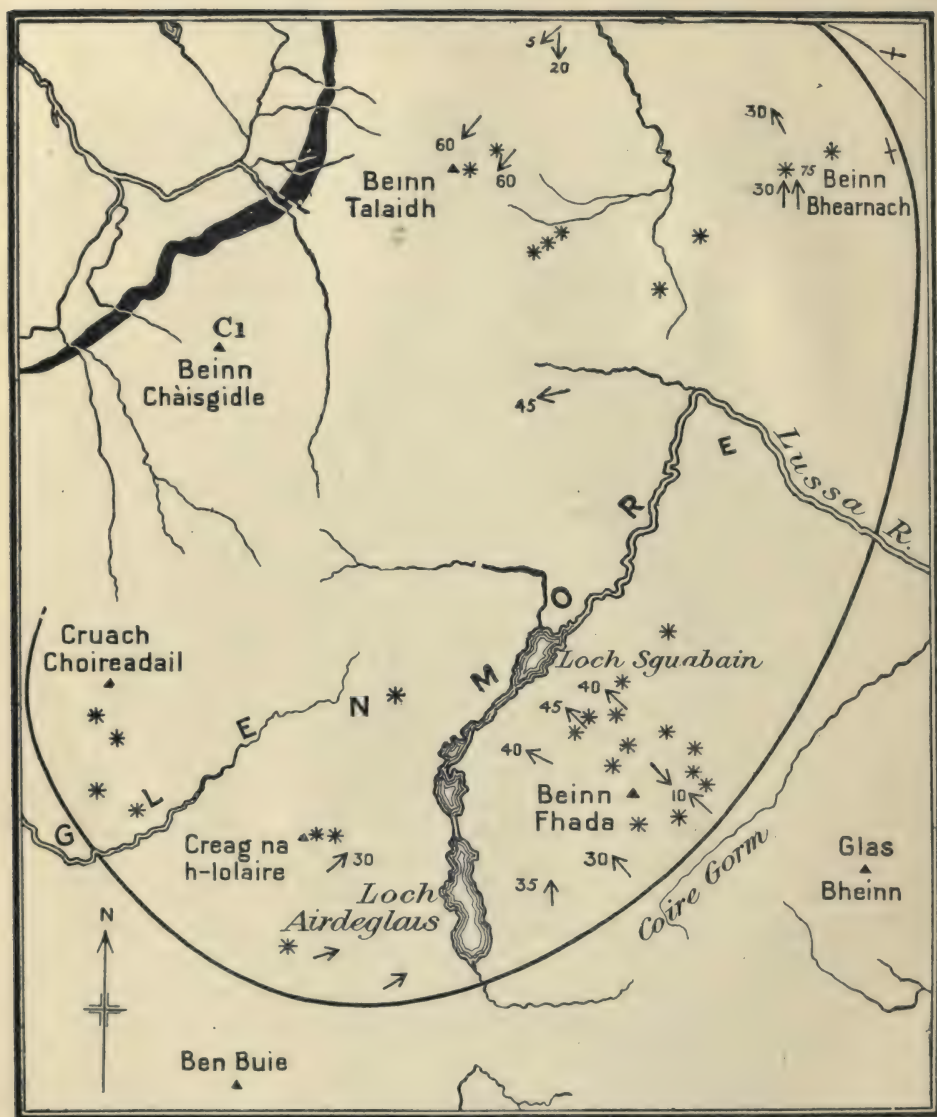 5
20
30
60
60
Beinn
Talaidh
30
75
Beinn
Bhearnach
C1
Beinn
Chàisgidle
45
Lussa R.
GLEN MORE
Cruach
Choireadail
Loch Sguabain
40
45
40
Beinn
Fhada
10
Creag na
h-Iolaire
30
Loch
Airdeglais
35
30
Coire Gorm
Glas
Bheinn
N
Ben Buie